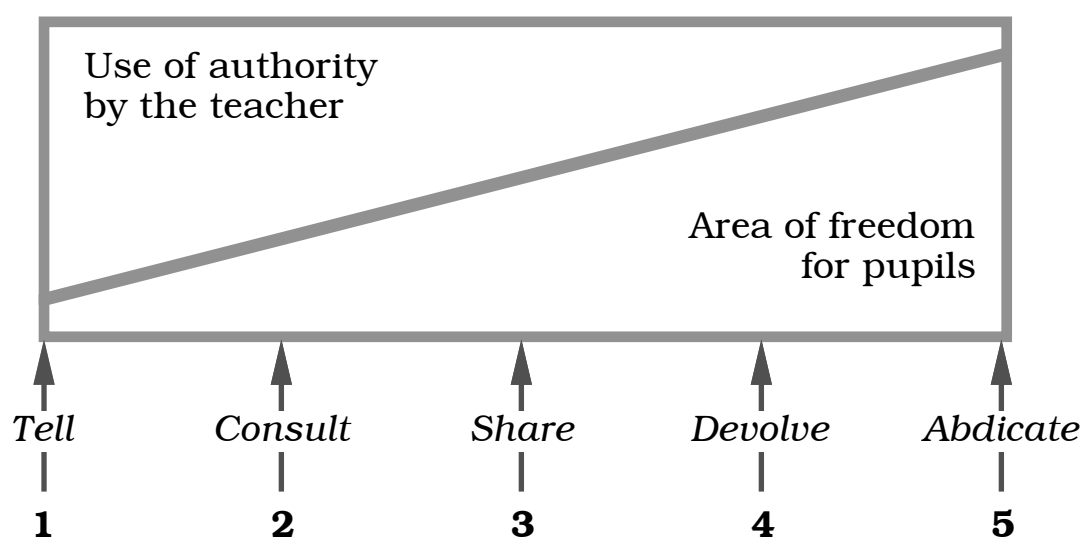 Use of authority
by the teacher
Area of freedom
for pupils
Tell Consult Share Devolve Abdicate
1 2 3 4 5